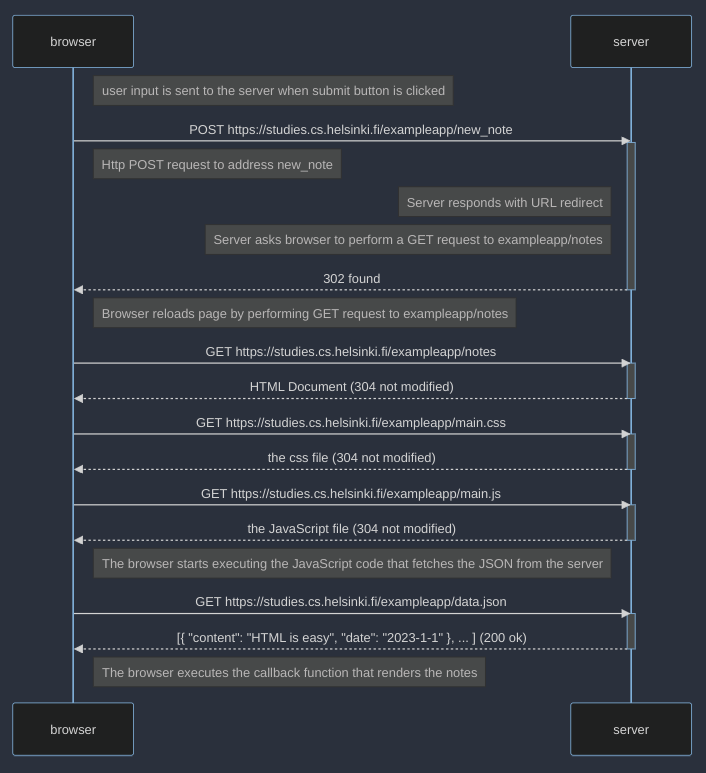 browser
server
user input is sent to the server when submit button is clicked
POST https://studies.cs.helsinki.fi/exampleapp/new_note
Http POST request to address new_note
Server responds with URL redirect
Server asks browser to perform a GET request to exampleapp/notes
302 found
Browser reloads page by performing GET request to exampleapp/notes
GET https://studies.cs.helsinki.fi/exampleapp/notes
HTML Document (304 not modified)
GET https://studies.cs.helsinki.fi/exampleapp/main.css
the css file (304 not modified)
GET https://studies.cs.helsinki.fi/exampleapp/main.js
the JavaScript file (304 not modified)
The browser starts executing the JavaScript code that fetches the JSON from the server
GET https://studies.cs.helsinki.fi/exampleapp/data.json
[{ "content": "HTML is easy", "date": "2023-1-1" }, ... ] (200 ok)
The browser executes the callback function that renders the notes
browser
server